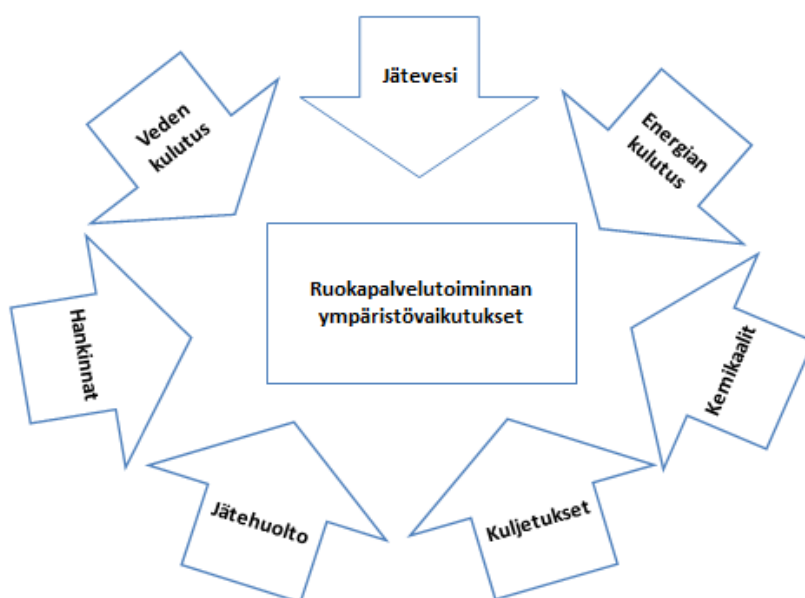 Jätevesi
Veden
kulutus
Energian
kulutus
Ruokapalvelutoiminnan
ympäristövaikutukset
Hankinnat
Kemikaalit
Jätehuolto
Kuljetukset